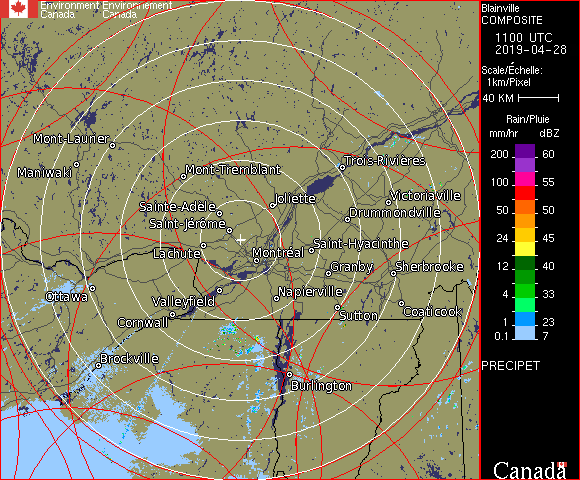 Environment Environnement
Canada Canada
Blainville
COMPOSITE
1100 UTC
2019-04-28
Scale/Échelle:
1km/Pixel
40 KM
Rain/Pluie
mm/hr dBZ
200 60
100 55
50 50
24 45
12 40
4 33
1 23
0.1 7
PRECIPET
Mont-Laurier
Maniwaki
Mont-Tremblant
Trois-Rivières
Joliette
Victoriaville
Sainte-Adele
Drummondville
Saint-Jérome
Saint-Hyacinthe
Lachute
Montréal
Granby
Sherbrooke
Ottawa
Valleyfield
Napierville
Cornwall
Sutton
Coaticook
Brockville
Burlington
Canada